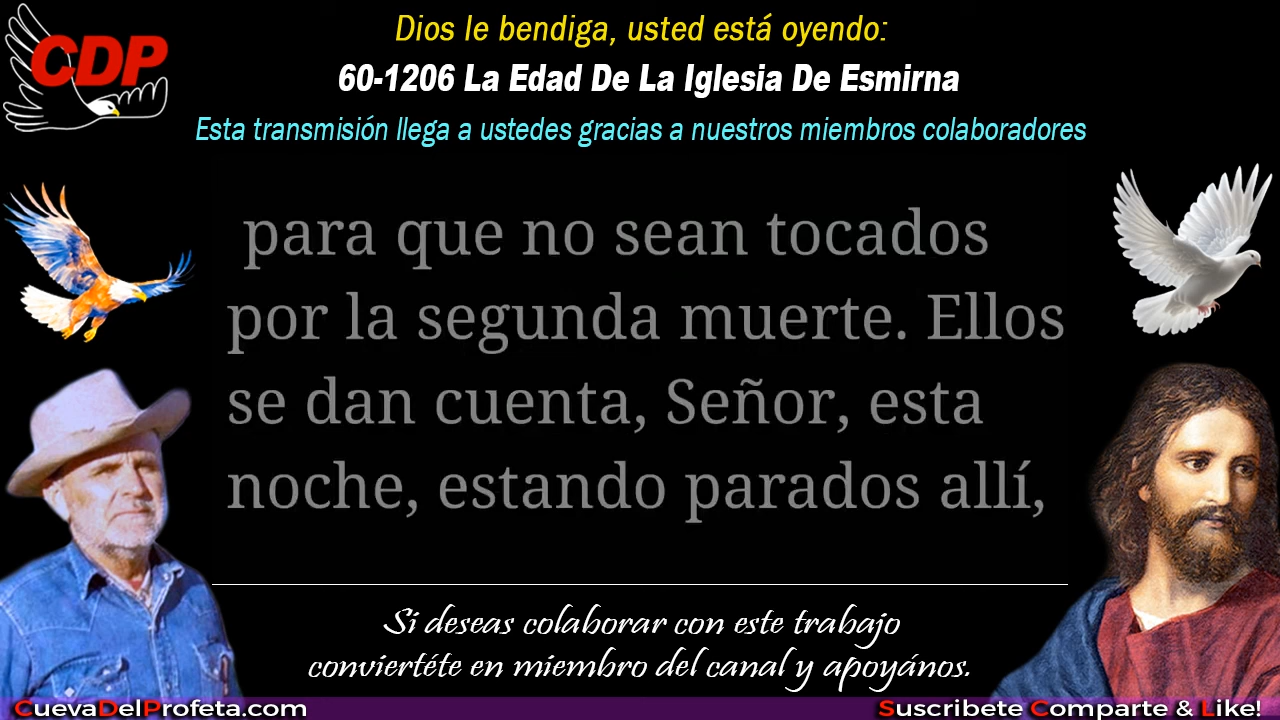 CDP
Dios le bendiga, usted está oyendo:
60-1206 La Edad De La Iglesia De Esmirna
Esta transmisión llega a ustedes gracias a nuestros miembros colaboradores
para que no sean tocados
por la segunda muerte. Ellos
se dan cuenta, Señor, esta
noche, estando parados allí,
Si deseas colaborar con este trabajo
conviertéte en miembro del canal y apoyános.
CuevaDelProfeta.com
Suscribete Comparte & Like!